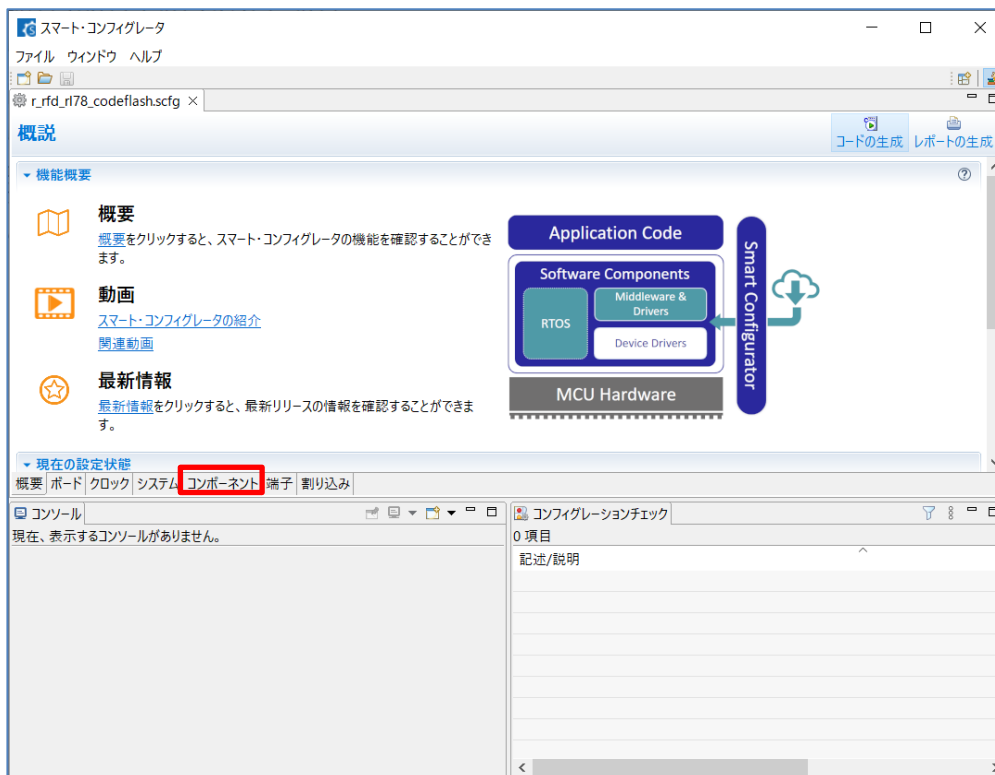 スマート・コンフィグレータ
ファイル ウィンドウ ヘルプ
r_rfd_rl78_codeflash.scfg
概説
コードの生成 レポートの生成
機能概要
概要
概要をクリックすると、スマート・コンフィグレータの機能を確認することができ
ます。
動画
スマート・コンフィグレータの紹介
関連動画
最新情報
最新情報をクリックすると、最新リリースの情報を確認することができま
す。
Application Code
Software Components
RTOS
Middleware &
Drivers
Device Drivers
MCU Hardware
Smart Configurator
現在の設定状態
概要 ボード クロック システム コンポーネント 端子 割り込み
コンソール
現在、表示するコンソールがありません。
コンフィグレーションチェック
0 項目
記述/説明